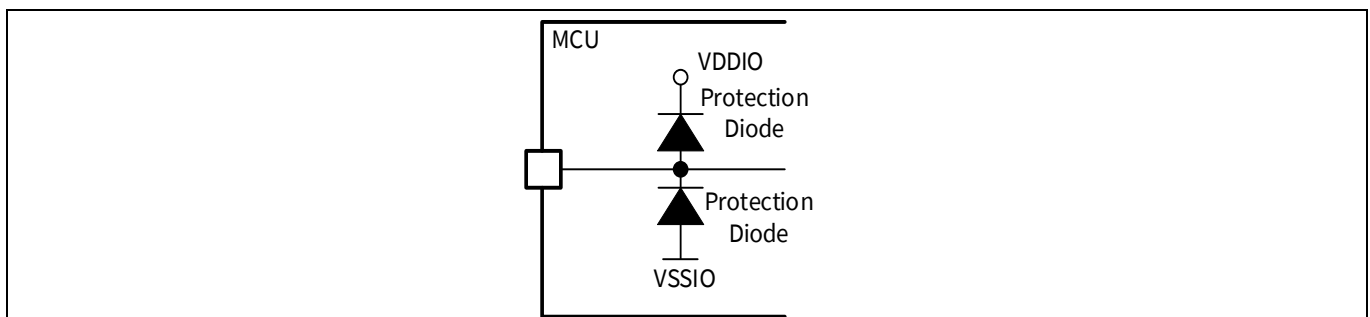 MCU
VDDIO
Protection
Diode
Protection
Diode
VSSIO